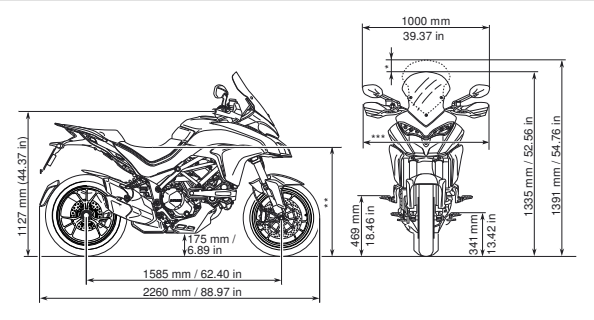 1000 mm
39.37 in
*
***
1127 mm (44.37 in)
**
175 mm /
6.89 in
469 mm
18.46 in
341 mm
13.42 in
1335 mm / 52.56 in
1391 mm / 54.76 in
1585 mm / 62.40 in
2260 mm / 88.97 in